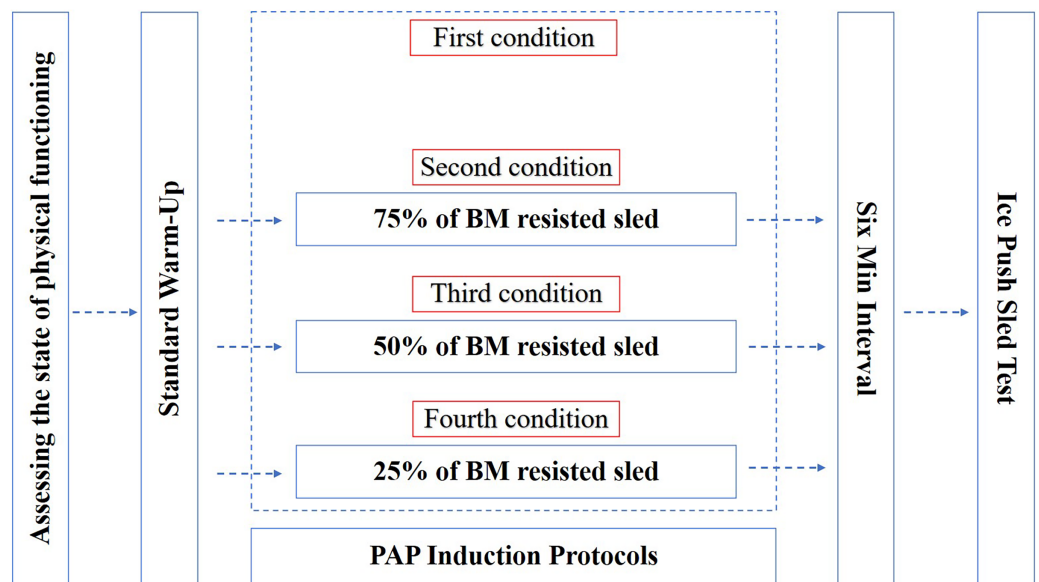 Assessing the state of physical functioning
Standard Warm-Up
First condition
Second condition
75% of BM resisted sled
Third condition
50% of BM resisted sled
Fourth condition
25% of BM resisted sled
PAP Induction Protocols
Six Min Interval
Ice Push Sled Test